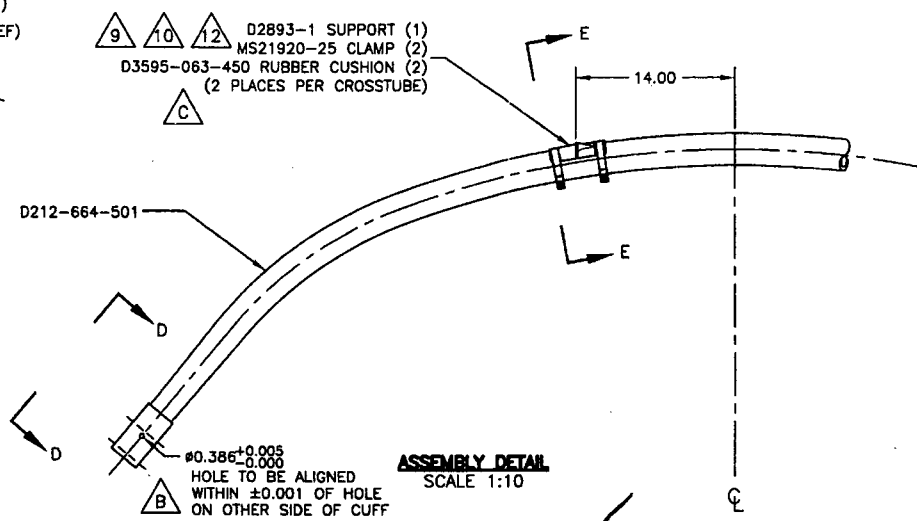 )
EF)
9 10 12 D2893-1 SUPPORT (1)
MS21920-25 CLAMP (2)
D3595-063-450 RUBBER CUSHION (2)
(2 PLACES PER CROSSTUBE)
C
E
14.00
D212-664-501
E
D
D
ø0.386 +0.005
-0.000
HOLE TO BE ALIGNED
WITHIN ±0.001 OF HOLE
ON OTHER SIDE OF CUFF
B
ASSEMBLY DETAIL
SCALE 1:10
℄